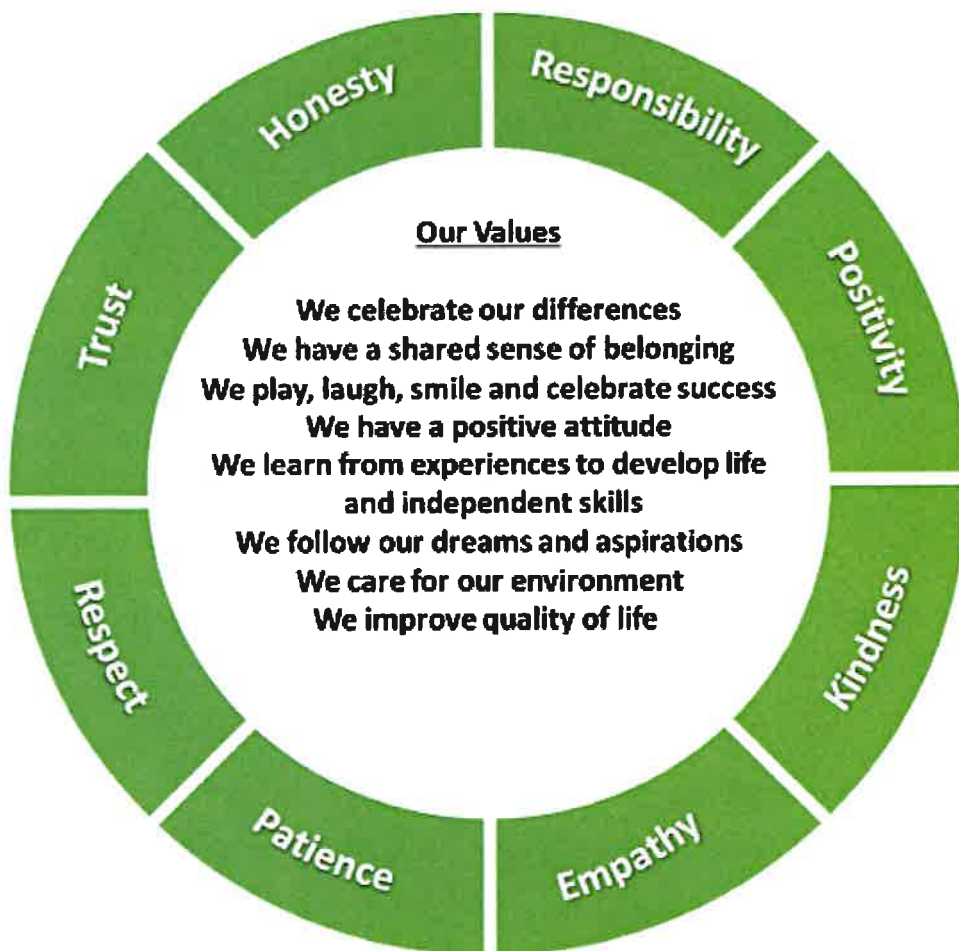 Honesty
Responsibility
Positivity
Kindness
Empathy
Patience
Respect
Trust
Our Values
We celebrate our differences
We have a shared sense of belonging
We play, laugh, smile and celebrate success
We have a positive attitude
We learn from experiences to develop life
and independent skills
We follow our dreams and aspirations
We care for our environment
We improve quality of life